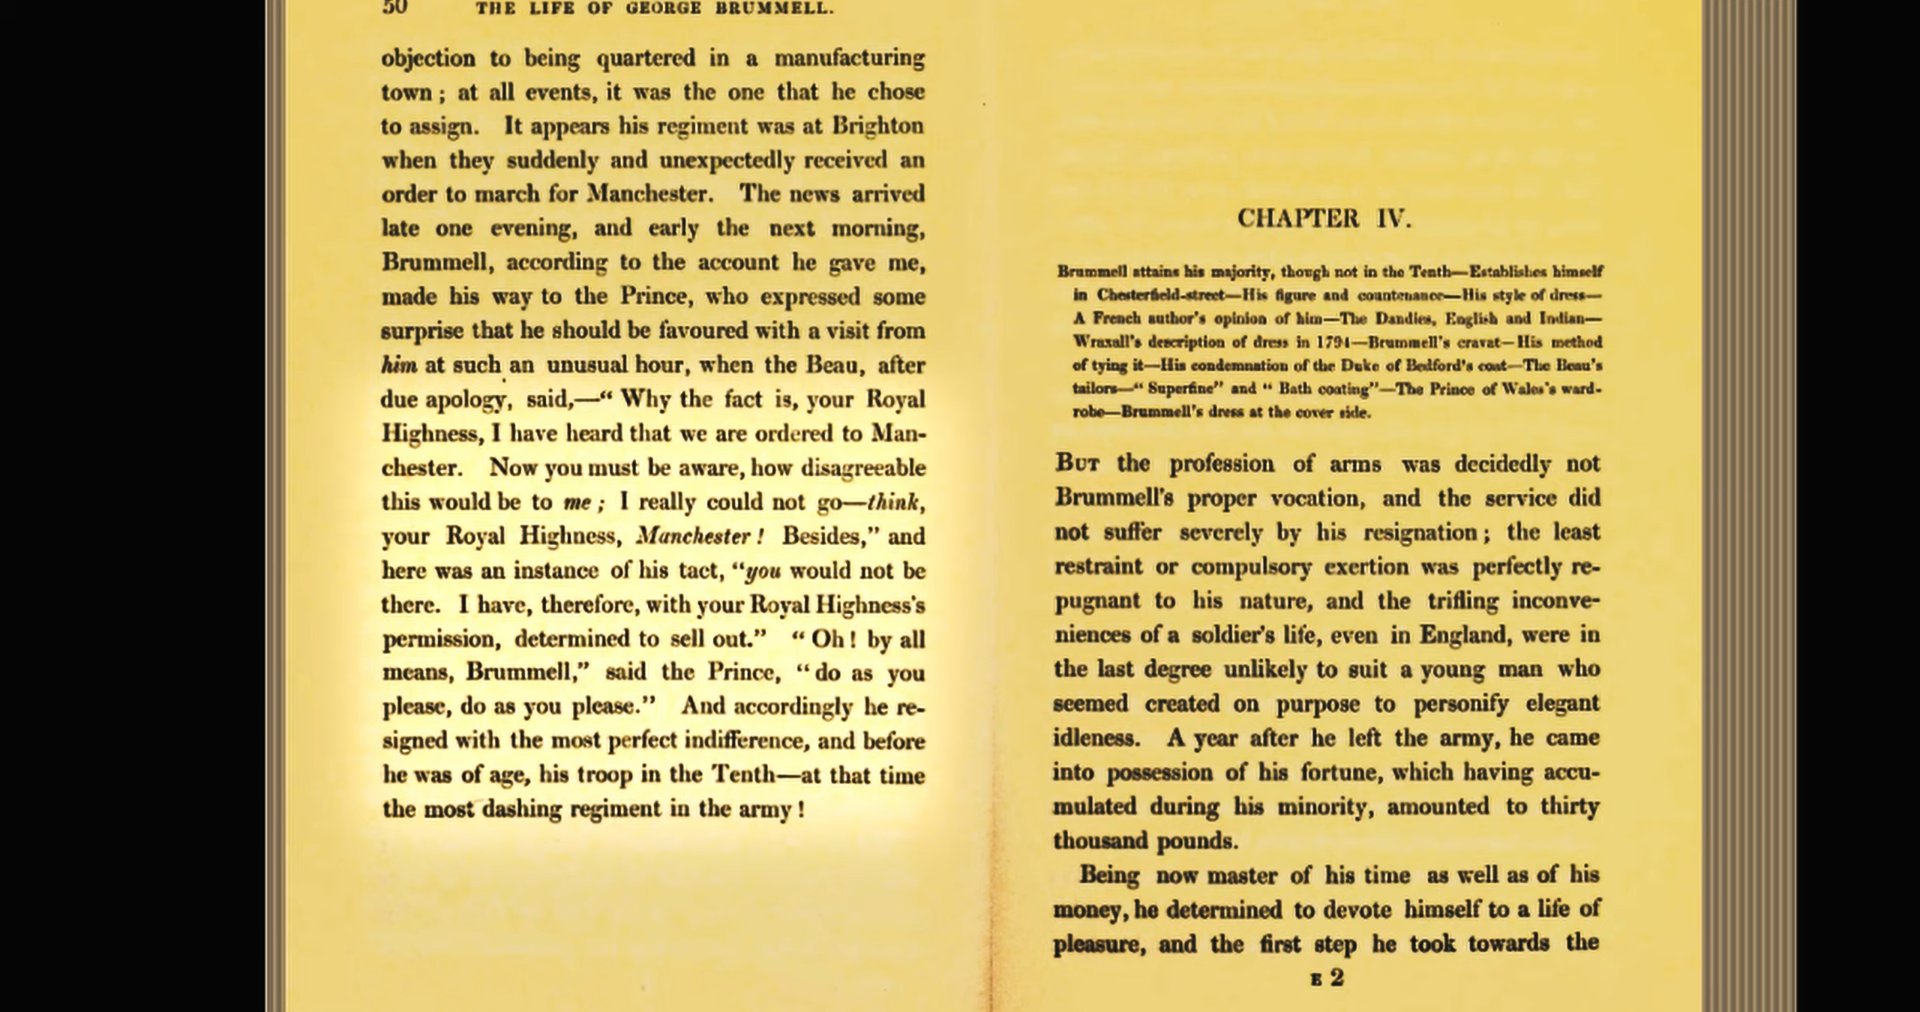 50 THE LIFE OF GEORGE BRUMMELL.
objection to being quartered in a manufacturing
town ; at all events, it was the one that he chose
to assign. It appears his regiment was at Brighton
when they suddenly and unexpectedly received an
order to march for Manchester. The news arrived
late one evening, and early the next morning,
Brummell, according to the account he gave me,
made his way to the Prince, who expressed some
surprise that he should be favoured with a visit from
him at such an unusual hour, when the Beau, after
due apology, said,—“ Why the fact is, your Royal
Highness, I have heard that we are ordered to Man-
chester. Now you must be aware, how disagreeable
this would be to me ; I really could not go—think,
your Royal Highness, Manchester ! Besides,” and
here was an instance of his tact, “you would not be
there. I have, therefore, with your Royal Highness's
permission, determined to sell out.” “ Oh ! by all
means, Brummell,” said the Prince, “ do as you
please, do as you please.” And accordingly he re-
signed with the most perfect indifference, and before
he was of age, his troop in the Tenth—at that time
the most dashing regiment in the army !
CHAPTER IV.
Brummell attains his majority, though not in the Tenth—Establishes himself
in Chesterfield-street—His figure and countenance—His style of dress—
A French author's opinion of him—The Dandies, English and Indian—
Wraxall's description of dress in 1794—Brummell's cravat—His method
of tying it—His condemnation of the Duke of Bedford's coat—The Beau's
tailors—“ Superfine” and “ Bath coating”—The Prince of Wales's ward-
robe—Brummell's dress at the cover side.
BUT the profession of arms was decidedly not
Brummell's proper vocation, and the service did
not suffer severely by his resignation ; the least
restraint or compulsory exertion was perfectly re-
pugnant to his nature, and the trifling inconve-
niences of a soldier's life, even in England, were in
the last degree unlikely to suit a young man who
seemed created on purpose to personify elegant
idleness. A year after he left the army, he came
into possession of his fortune, which having accu-
mulated during his minority, amounted to thirty
thousand pounds.
Being now master of his time as well as of his
money, he determined to devote himself to a life of
pleasure, and the first step he took towards the
E 2